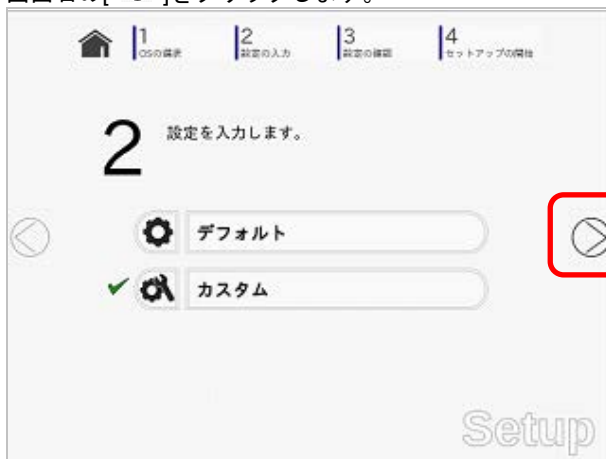 1
OSの選択
2
設定の入力
3
設定の確認
4
セットアップの開始
2
設定を入力します。
デフォルト
カスタム
Setup